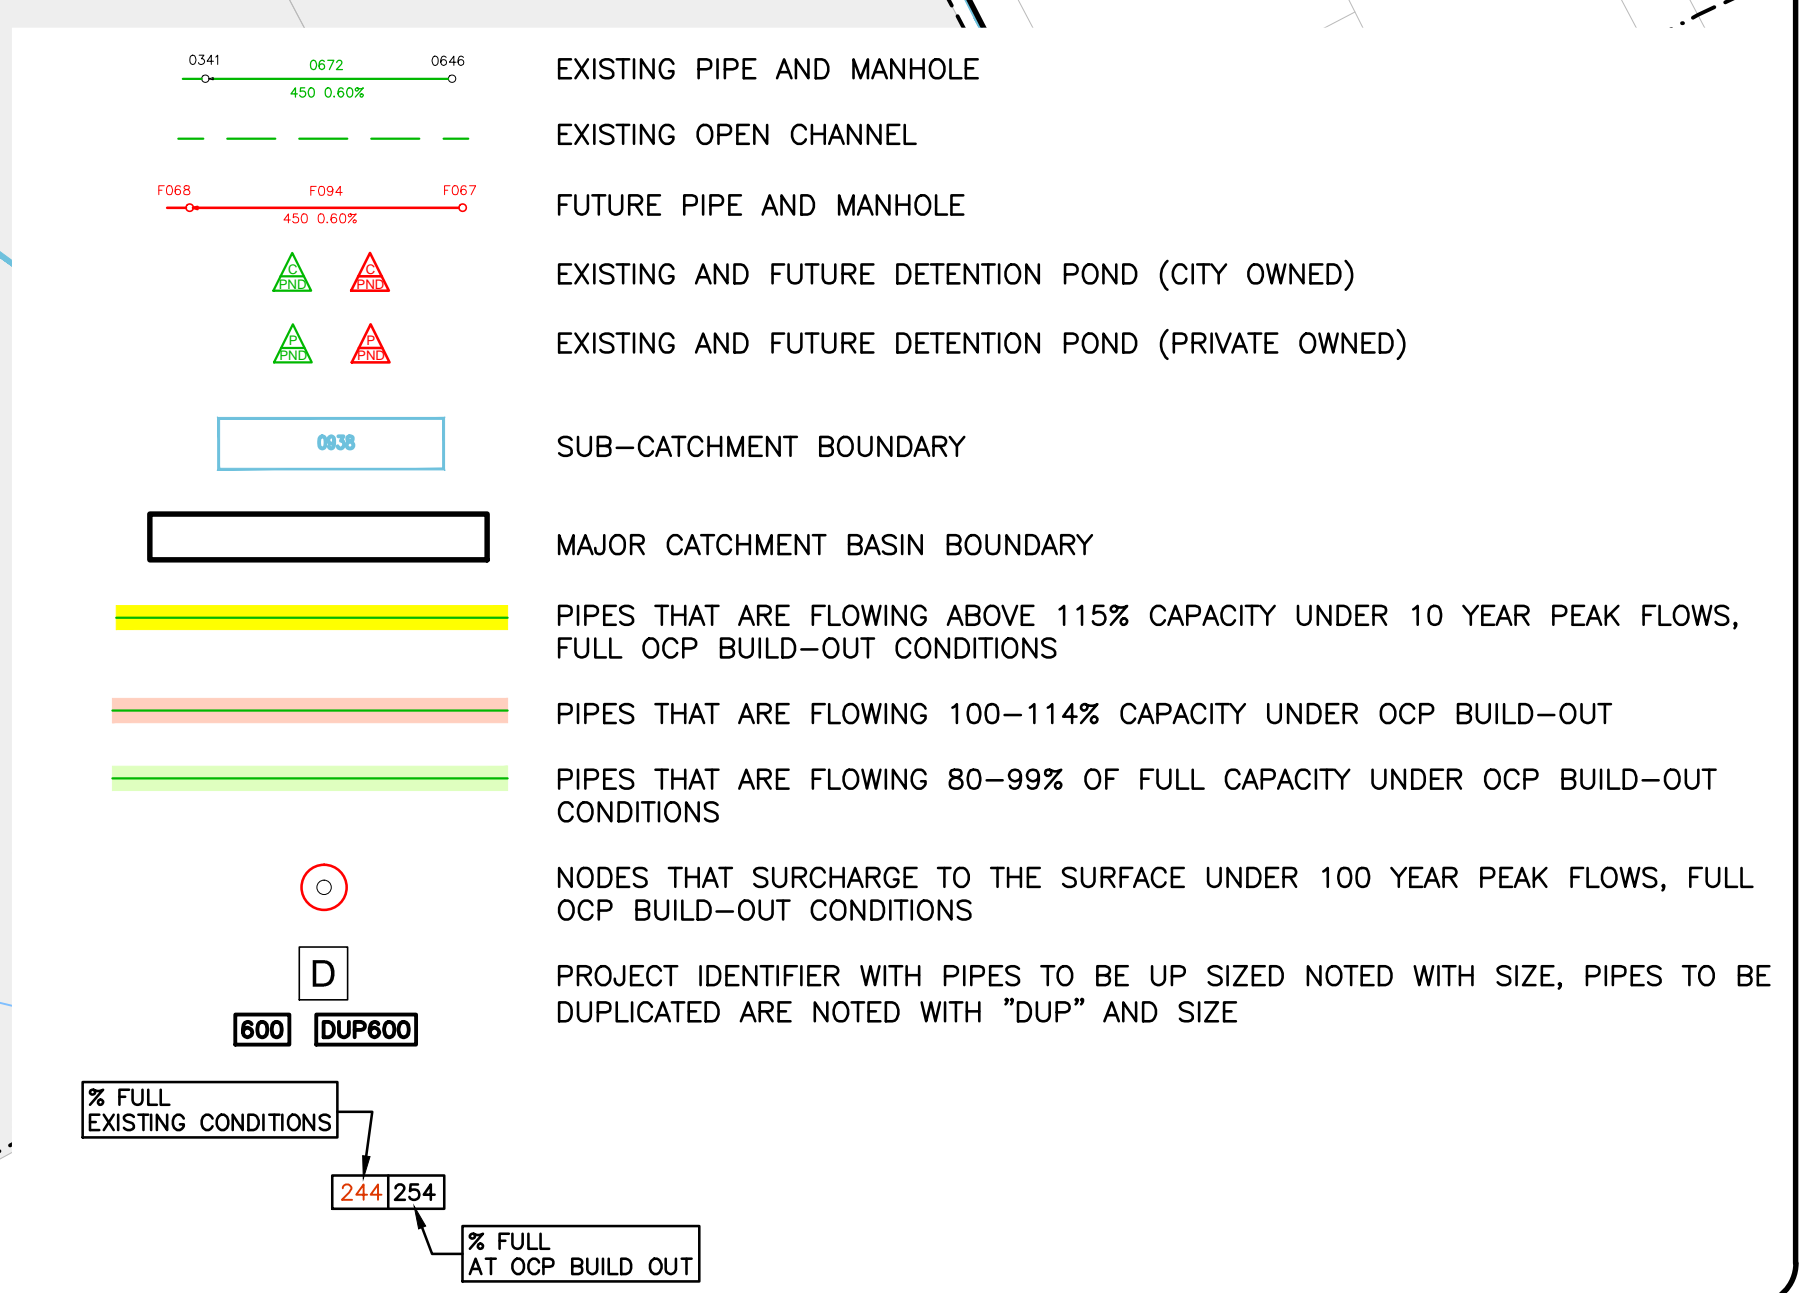 0341 0672 0646
450 0.60%
EXISTING PIPE AND MANHOLE
EXISTING OPEN CHANNEL
F068 F094 F067
450 0.60%
FUTURE PIPE AND MANHOLE
C PND C PND
EXISTING AND FUTURE DETENTION POND (CITY OWNED)
P PND P PND
EXISTING AND FUTURE DETENTION POND (PRIVATE OWNED)
0938
SUB-CATCHMENT BOUNDARY
MAJOR CATCHMENT BASIN BOUNDARY
PIPES THAT ARE FLOWING ABOVE 115% CAPACITY UNDER 10 YEAR PEAK FLOWS,
FULL OCP BUILD-OUT CONDITIONS
PIPES THAT ARE FLOWING 100-114% CAPACITY UNDER OCP BUILD-OUT
PIPES THAT ARE FLOWING 80-99% OF FULL CAPACITY UNDER OCP BUILD-OUT
CONDITIONS
NODES THAT SURCHARGE TO THE SURFACE UNDER 100 YEAR PEAK FLOWS, FULL
OCP BUILD-OUT CONDITIONS
D
600 DUP600
PROJECT IDENTIFIER WITH PIPES TO BE UP SIZED NOTED WITH SIZE, PIPES TO BE
DUPLICATED ARE NOTED WITH "DUP" AND SIZE
% FULL
EXISTING CONDITIONS
244 254
% FULL
AT OCP BUILD OUT